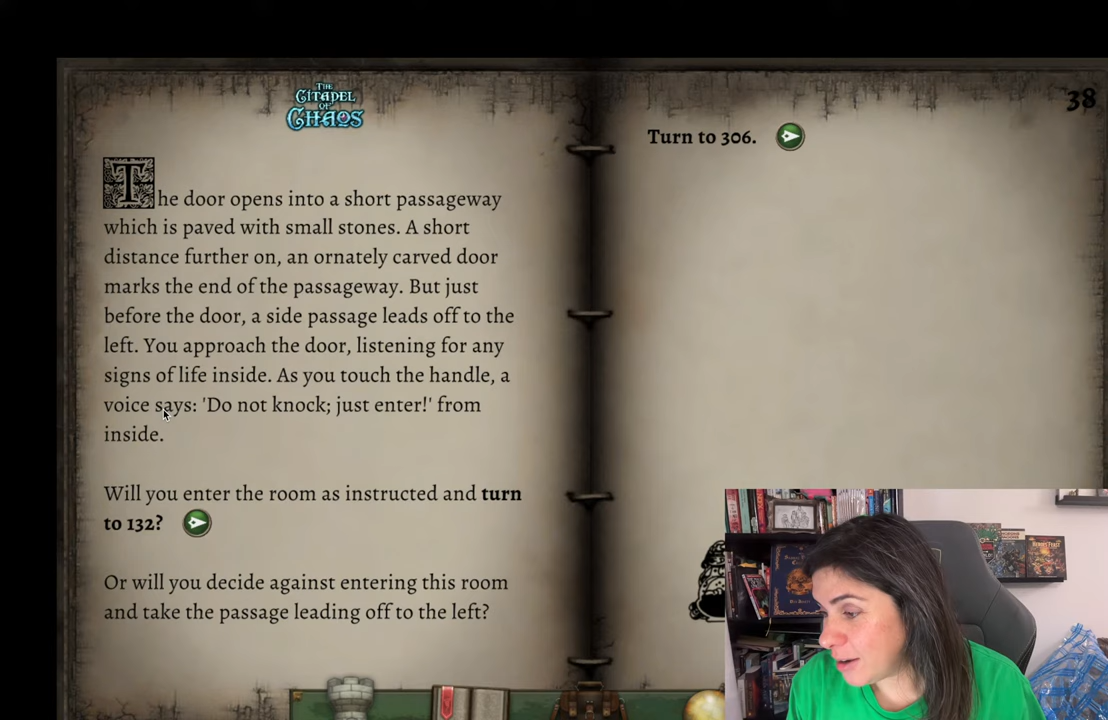 THE
CITADEL
OF
CHAOS
38
The door opens into a short passageway
which is paved with small stones. A short
distance further on, an ornately carved door
marks the end of the passageway. But just
before the door, a side passage leads off to the
left. You approach the door, listening for any
signs of life inside. As you touch the handle, a
voice says: 'Do not knock; just enter!' from
inside.
Will you enter the room as instructed and turn
to 132?
Or will you decide against entering this room
and take the passage leading off to the left?
Turn to 306.